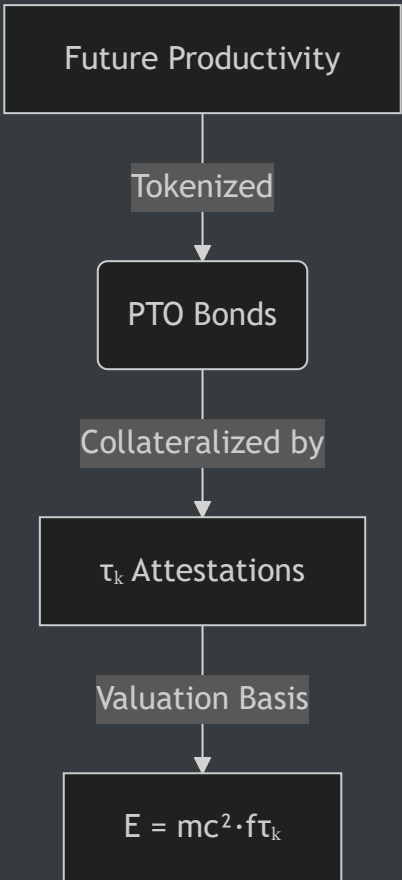 Future Productivity
Tokenized
PTO Bonds
Collateralized by
τₖ Attestations
Valuation Basis
E = mc²·fτₖ